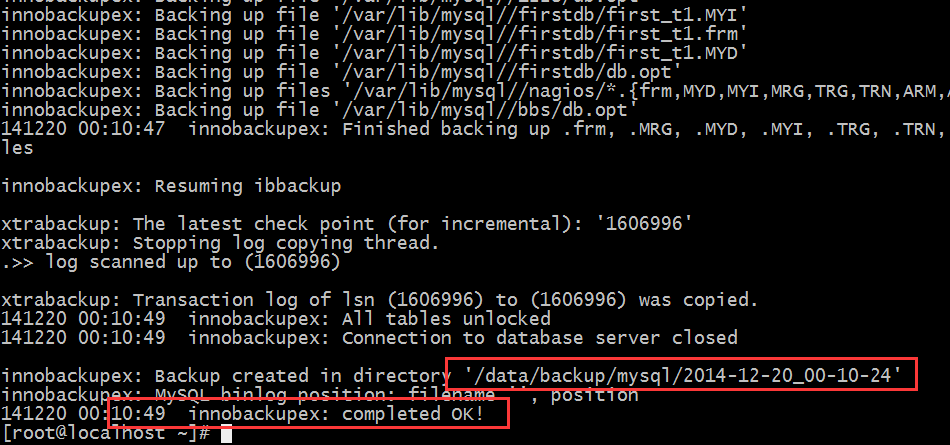 innobackupex: Backing up file '/var/lib/mysql//firstdb/first_t1.MYI'
innobackupex: Backing up file '/var/lib/mysql//firstdb/first_t1.frm'
innobackupex: Backing up file '/var/lib/mysql//firstdb/first_t1.MYD'
innobackupex: Backing up file '/var/lib/mysql//firstdb/db.opt'
innobackupex: Backing up files '/var/lib/mysql//nagios/*.{frm,MYD,MYI,MRG,TRG,TRN,ARM,
innobackupex: Backing up file '/var/lib/mysql//bbs/db.opt'
141220 00:10:47  innobackupex: Finished backing up .frm, .MRG, .MYD, .MYI, .TRG, .TRN,
les
innobackupex: Resuming ibbackup
xtrabackup: The latest check point (for incremental): '1606996'
xtrabackup: Stopping log copying thread.
.>> log scanned up to (1606996)
xtrabackup: Transaction log of lsn (1606996) to (1606996) was copied.
141220 00:10:49  innobackupex: All tables unlocked
141220 00:10:49  innobackupex: Connection to database server closed
innobackupex: Backup created in directory '/data/backup/mysql/2014-12-20_00-10-24'
innobackupex: MySQL binlog position: filename '', position
141220 00:10:49  innobackupex: completed OK!
[root@localhost ~]#